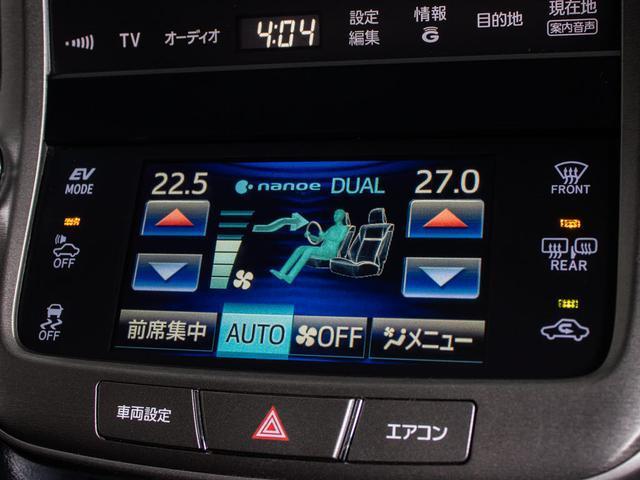 TV
オーディオ
4:04
設定
編集
情報
G
目的地
現在地
案内音声
EV
MODE
22.5
nanoe DUAL
27.0
FRONT
OFF
REAR
OFF
前席集中
AUTO
OFF
メニュー
車両設定
エアコン